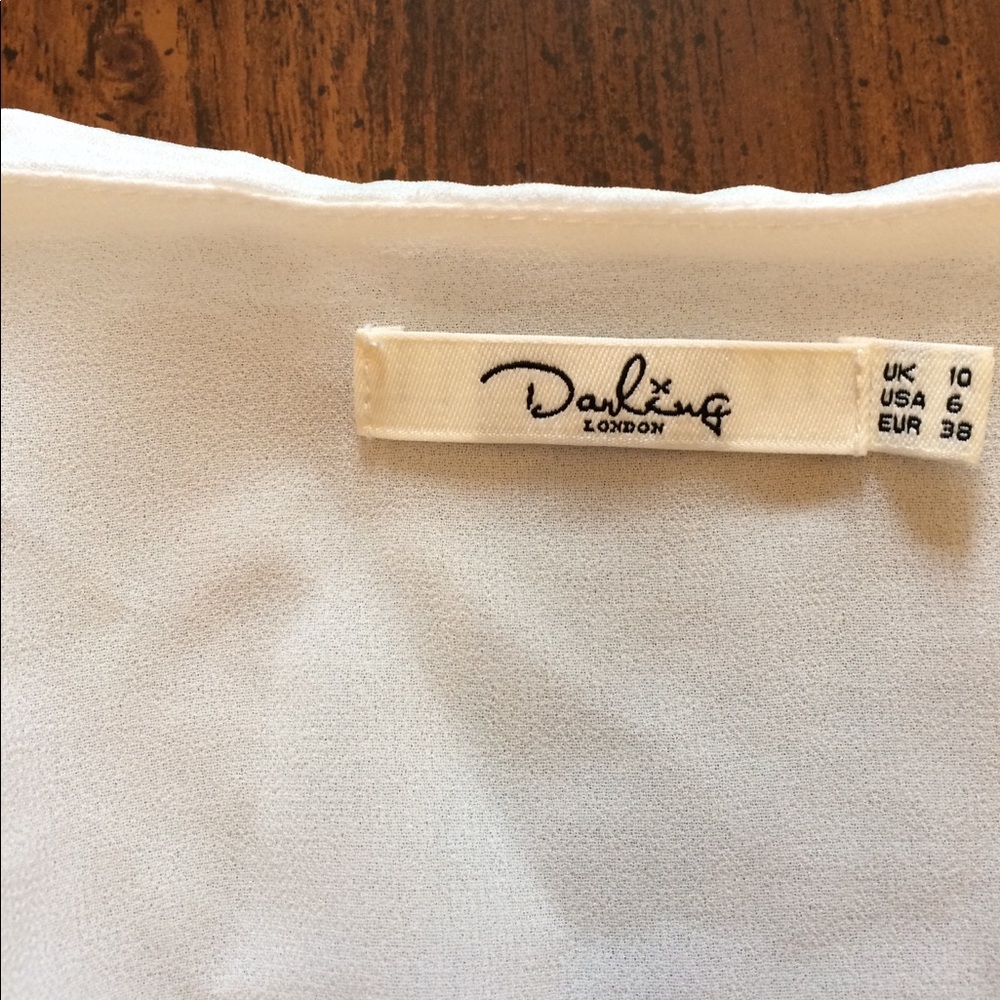 Darling
LONDON
UK 10
USA 6
EUR 38